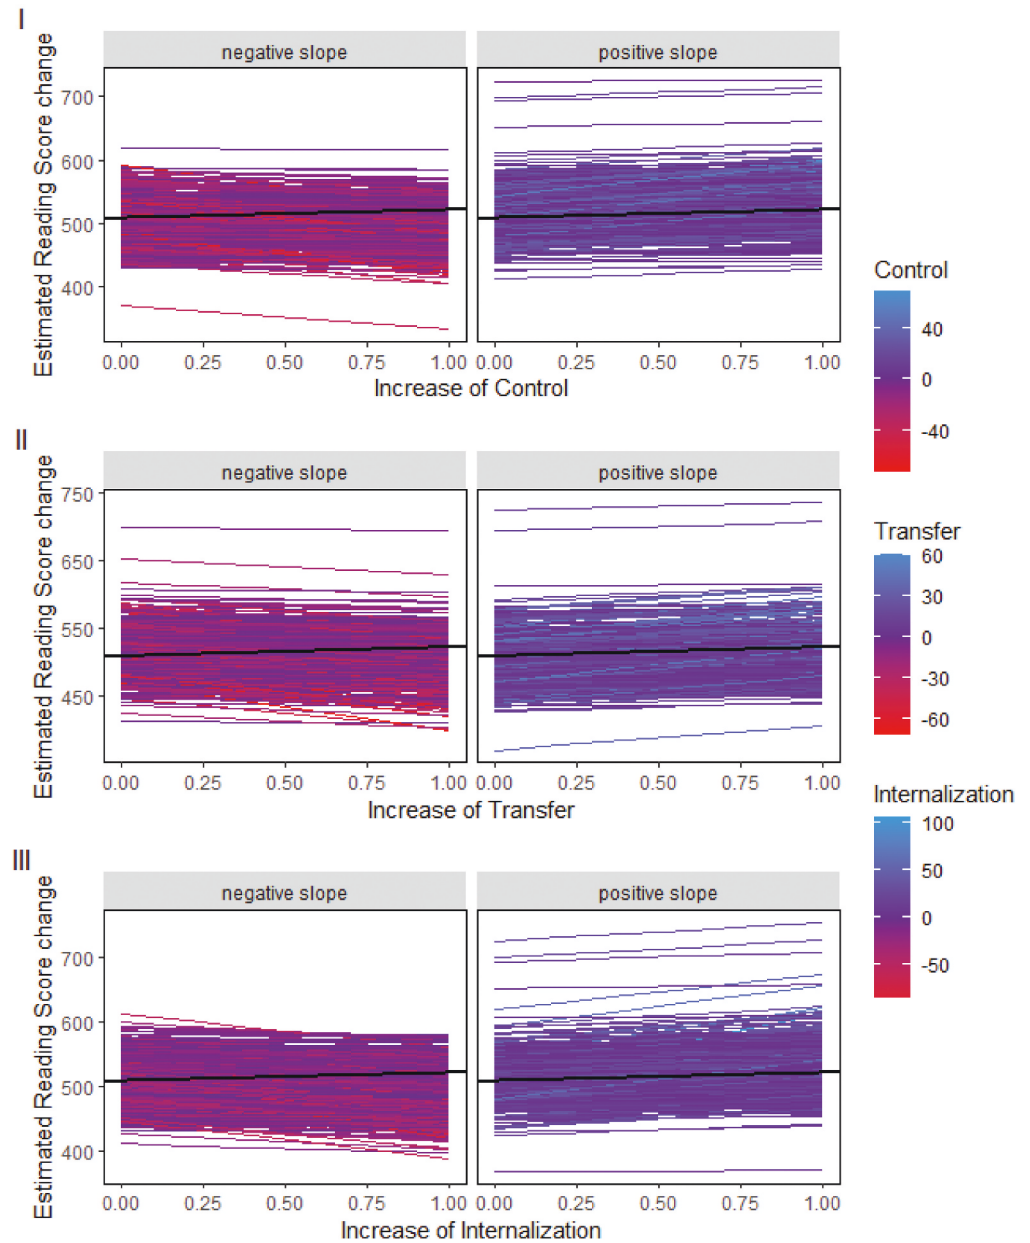 I
negative slope
positive slope
Estimated Reading Score change
700
600
500
400
0.00 0.25 0.50 0.75 1.00
0.00 0.25 0.50 0.75 1.00
Increase of Control
Control
40
0
-40
II
negative slope
positive slope
Estimated Reading Score change
750
650
550
450
0.00 0.25 0.50 0.75 1.00
0.00 0.25 0.50 0.75 1.00
Increase of Transfer
Transfer
60
30
0
-30
-60
III
negative slope
positive slope
Estimated Reading Score change
700
600
500
400
0.00 0.25 0.50 0.75 1.00
0.00 0.25 0.50 0.75 1.00
Increase of Internalization
Internalization
100
50
0
-50